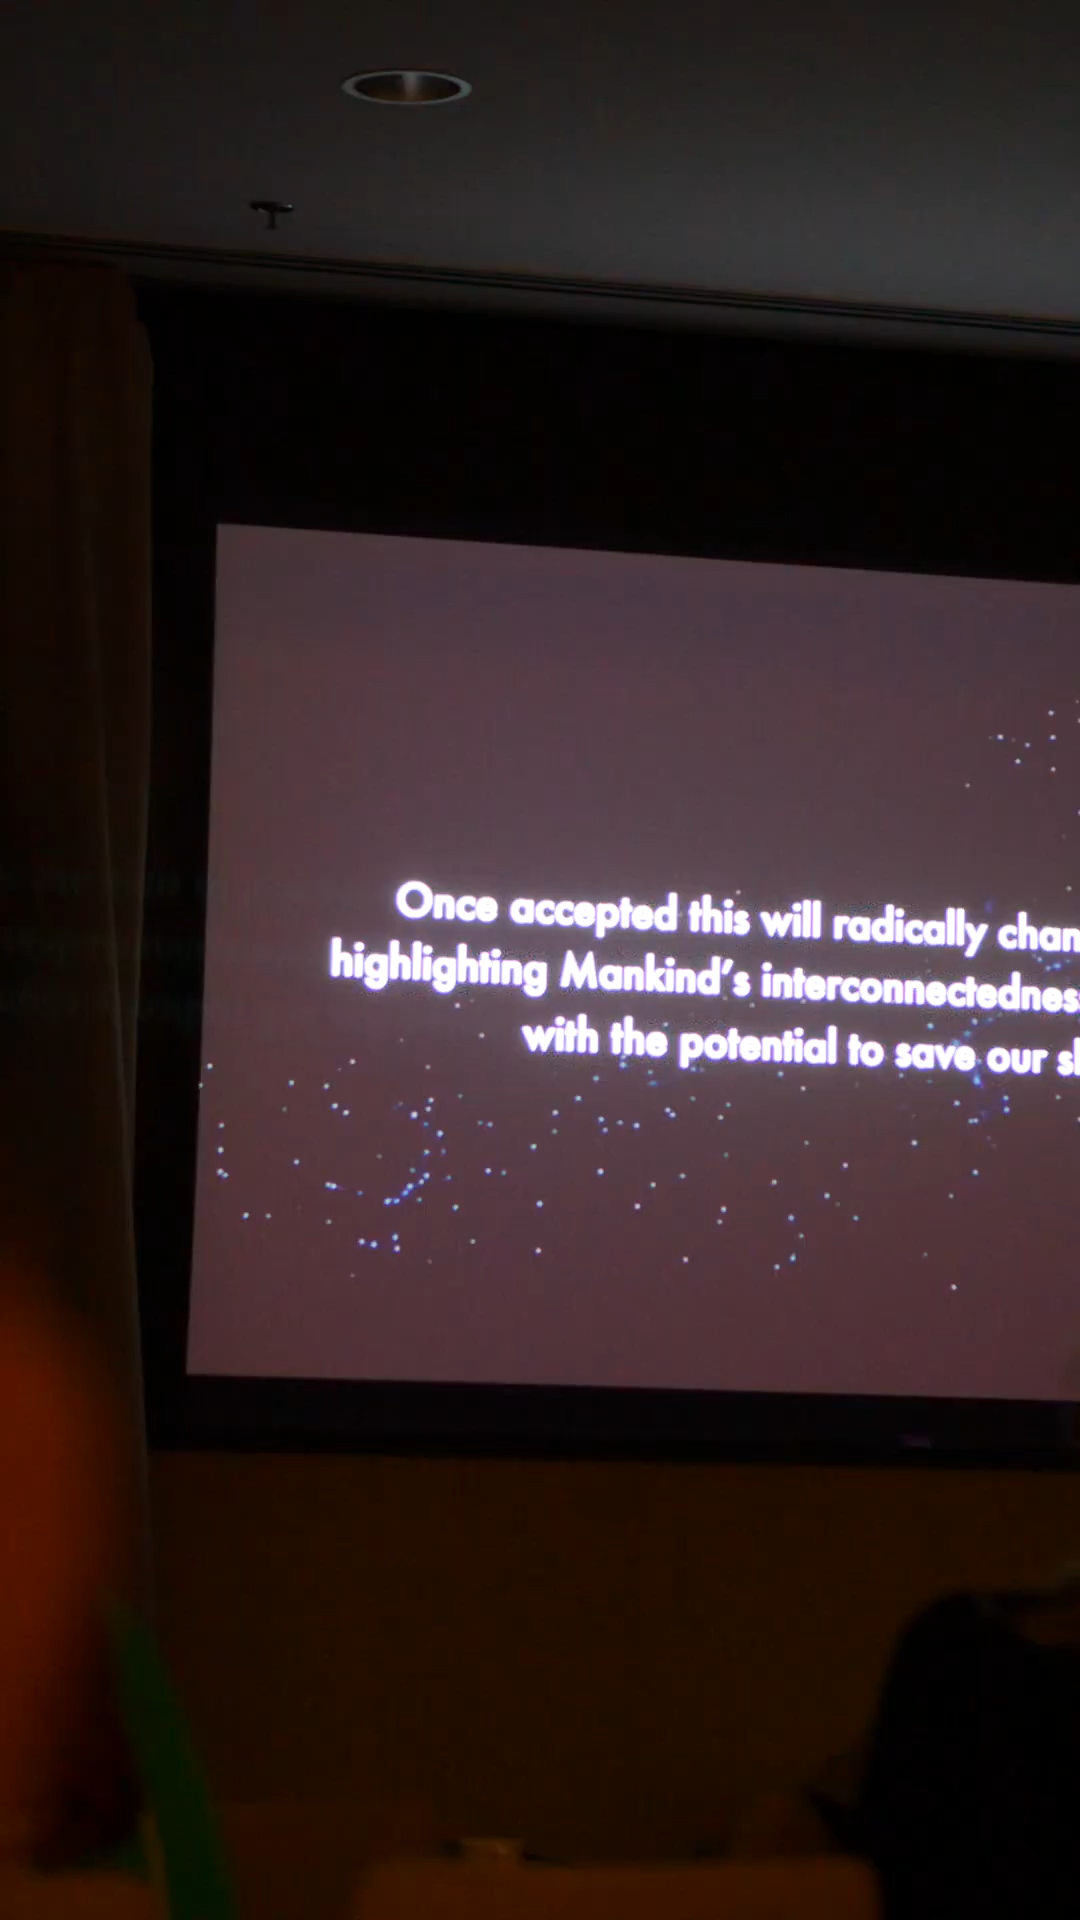 Once accepted this will radically
highlighting Mankind's
with the potential to save our